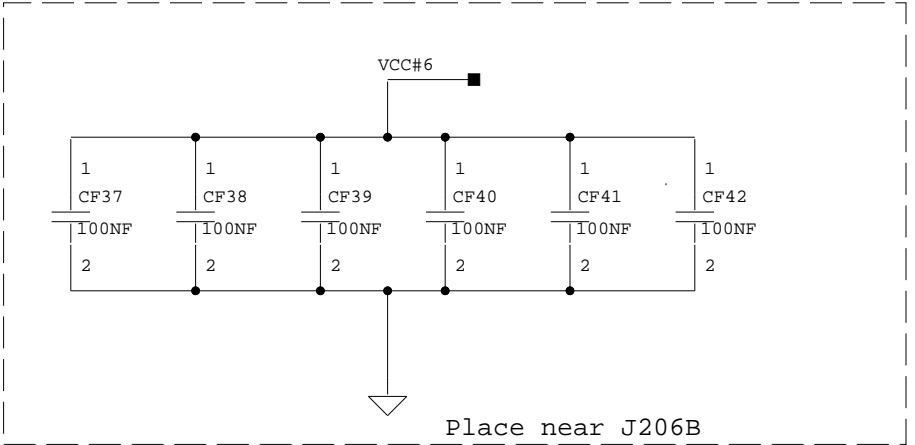 VCC#6
1 1 1 1 1 1
CF37 CF38 CF39 CF40 CF41 CF42
100NF 100NF 100NF 100NF 100NF 100NF
2 2 2 2 2 2
Place near J206B